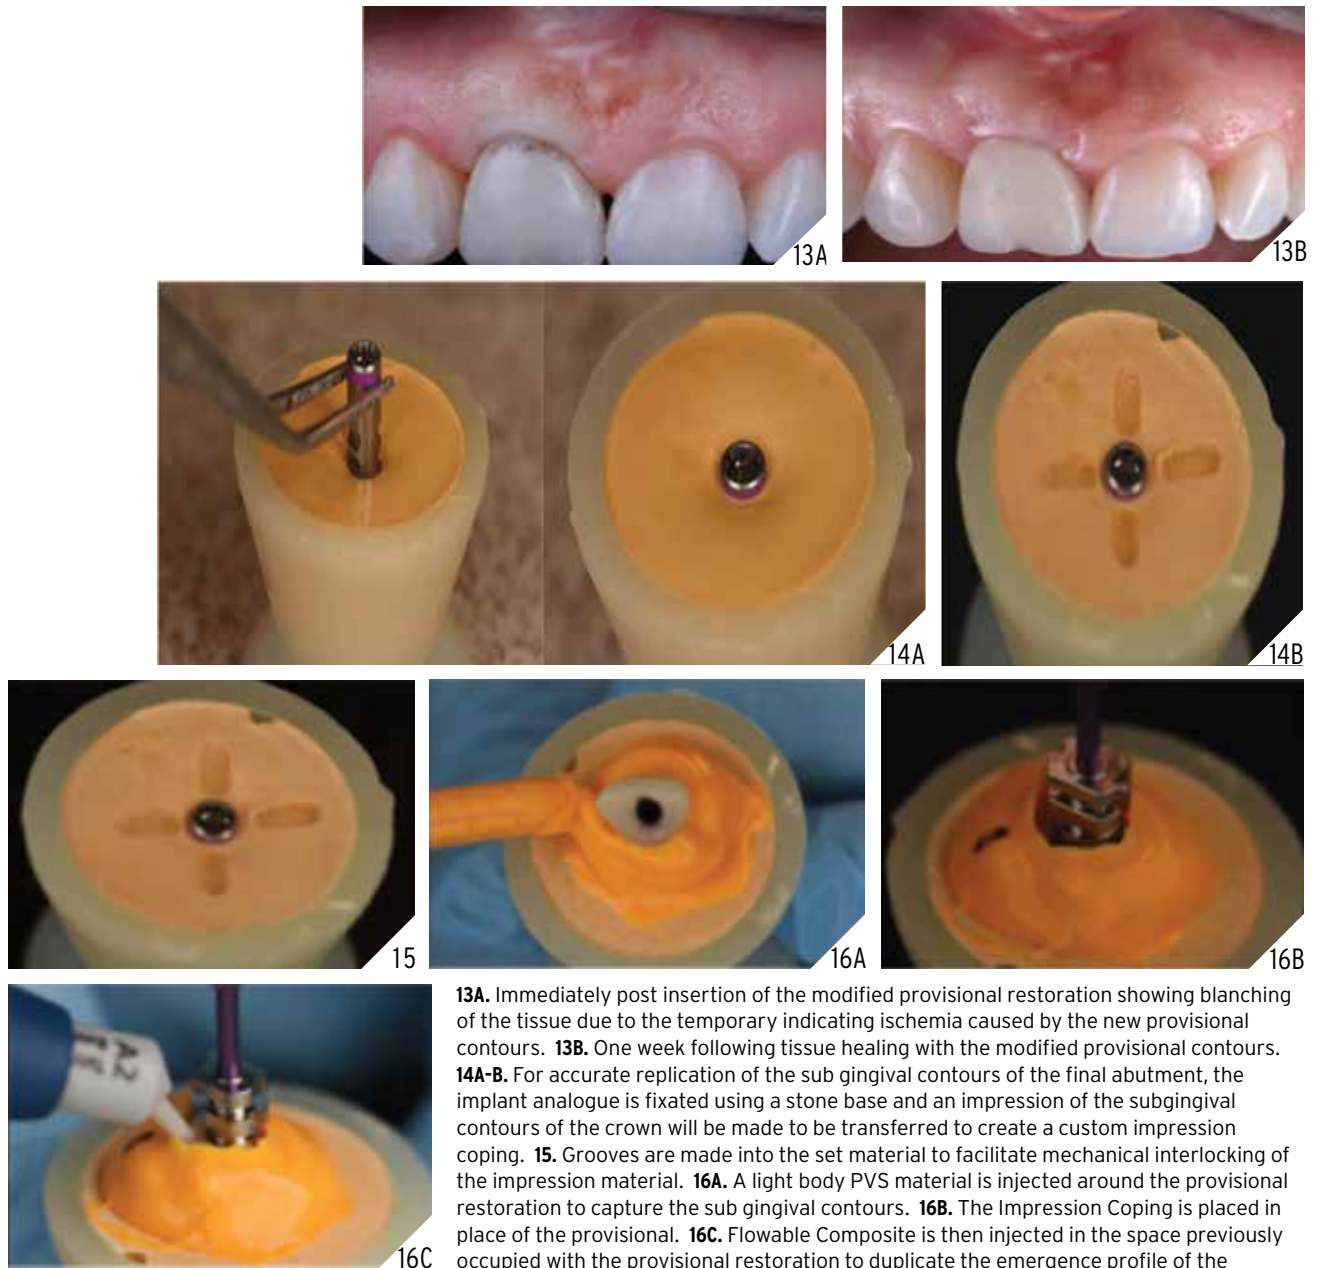 13A
13B
14A
14B
15
16A
16B
A2
16C
13A. Immediately post insertion of the modified provisional restoration showing blanching
of the tissue due to the temporary indicating ischemia caused by the new provisional
contours. 13B. One week following tissue healing with the modified provisional contours.
14A-B. For accurate replication of the sub gingival contours of the final abutment, the
implant analogue is fixated using a stone base and an impression of the subgingival
contours of the crown will be made to be transferred to create a custom impression
coping. 15. Grooves are made into the set material to facilitate mechanical interlocking of
the impression material. 16A. A light body PVS material is injected around the provisional
restoration to capture the sub gingival contours. 16B. The Impression Coping is placed in
place of the provisional. 16C. Flowable Composite is then injected in the space previously
occupied with the provisional restoration to duplicate the emergence profile of the